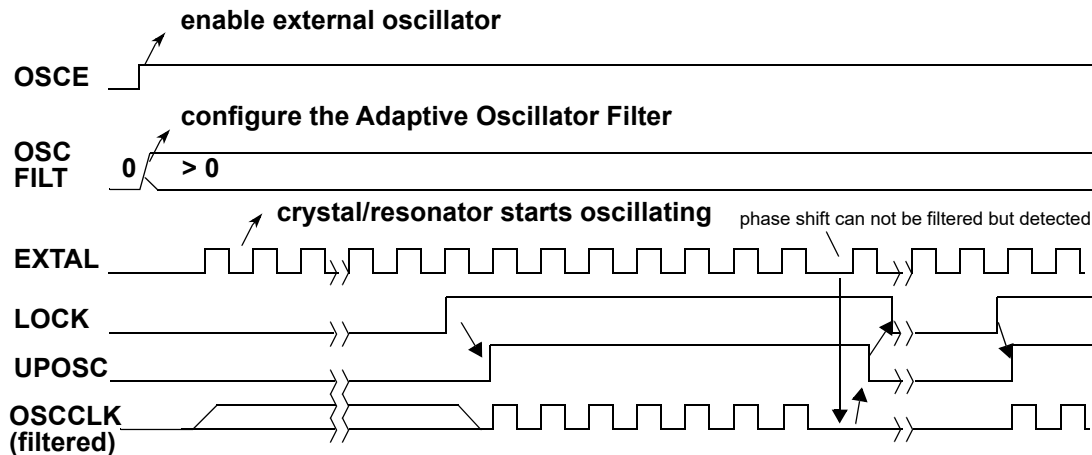 enable external oscillator
OSCE
configure the Adaptive Oscillator Filter
OSC
FILT
0
> 0
crystal/resonator starts oscillating
phase shift can not be filtered but detected
EXTAL
LOCK
UPOSC
OSCCLK
(filtered)